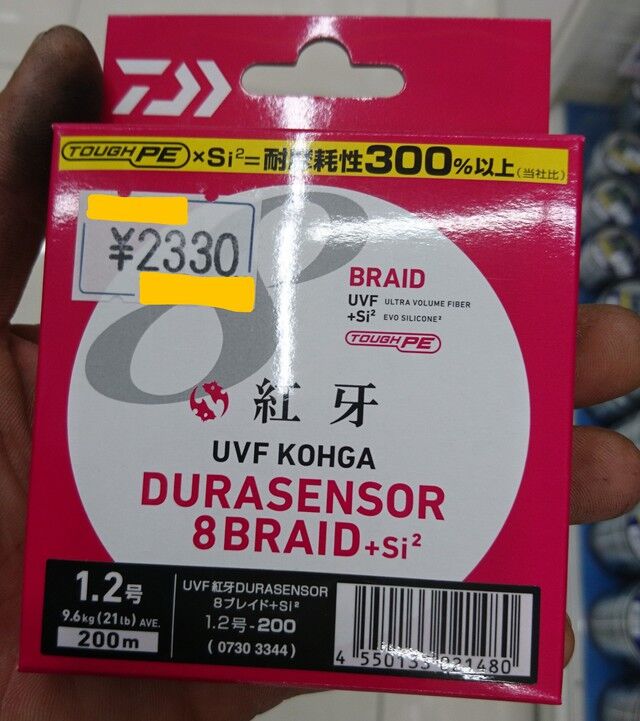 TOUGH PE ×Si²=耐摩耗性300%以上(当社比)
¥2330
8
BRAID
UVF ULTRA VOLUME FIBER
+Si² EVO SILICONE²
TOUGH PE
紅牙
UVF KOHGA
DURASENSOR
8BRAID+Si²
1.2号
9.6kg(21lb)AVE.
200m
UVF紅牙DURASENSOR
8ブレイド+Si²
1.2号-200
(0730 3344)